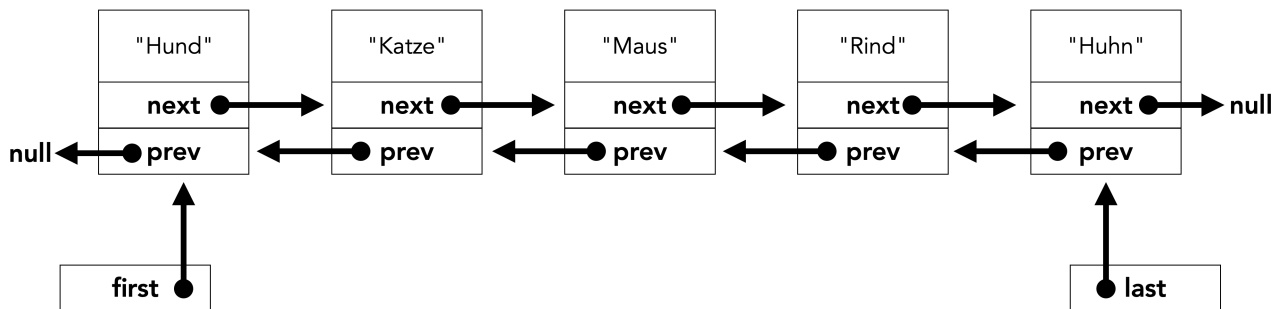 "Hund" "Katze" "Maus" "Rind" "Huhn"
next next next next next null
null prev prev prev prev prev
first last